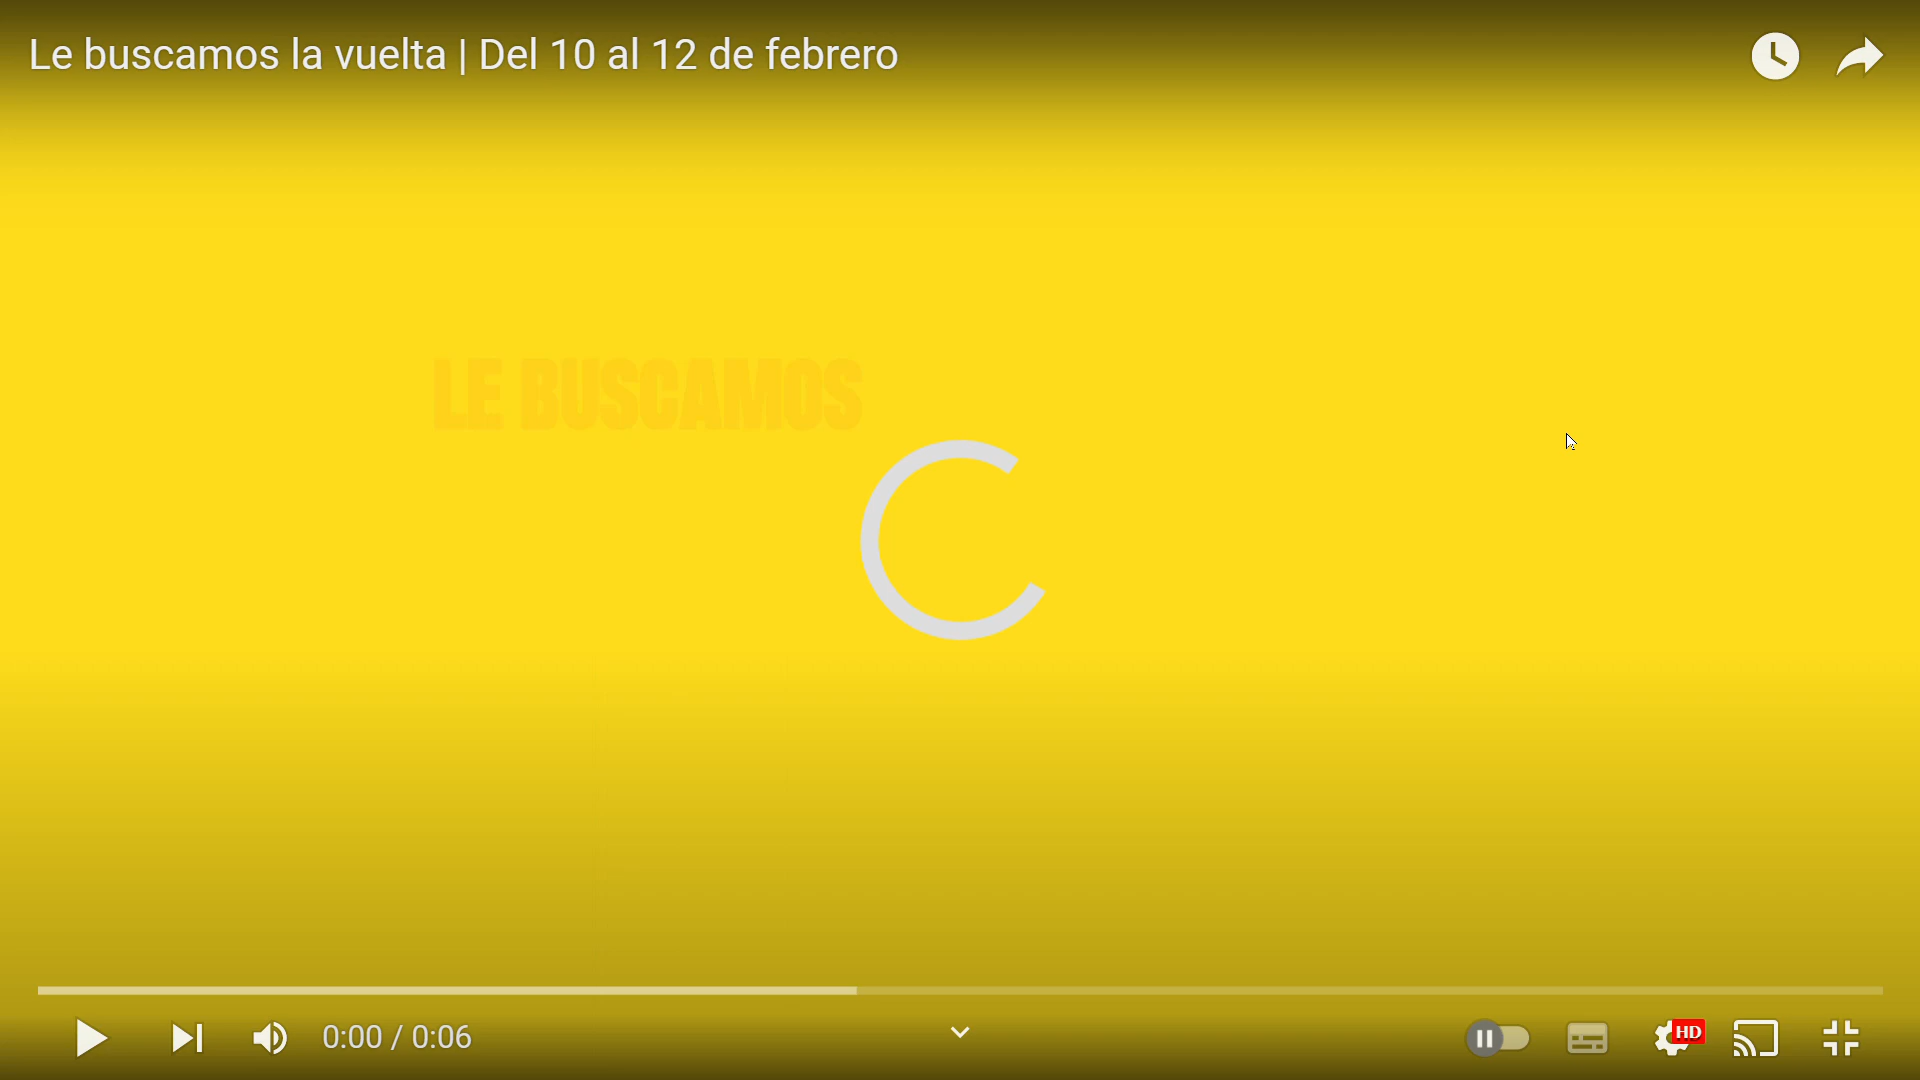 Le buscamos la vuelta | Del 10 al 12 de febrero
LE BUSCAMOS
0:00 / 0:06
HD